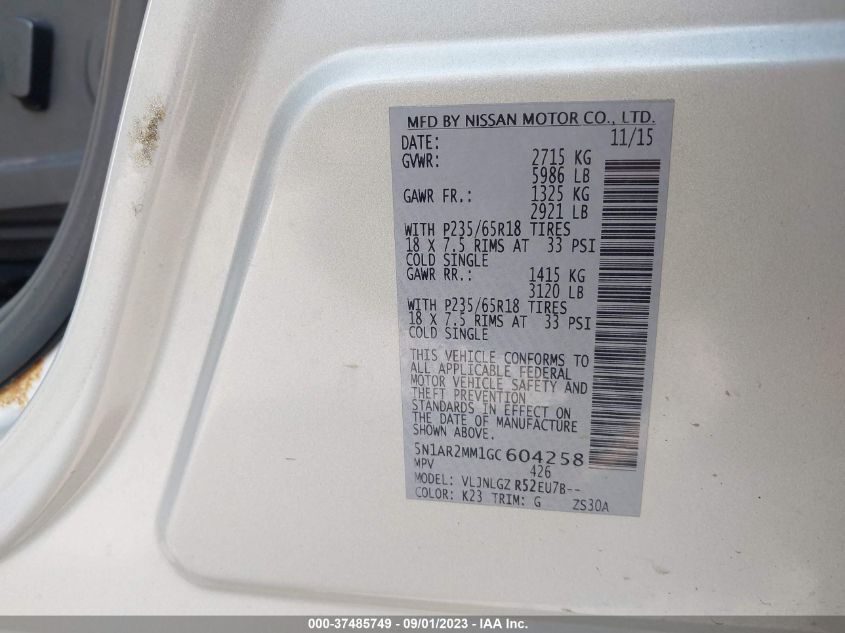 MFD BY NISSAN MOTOR CO., LTD.
DATE: 11/15
GVWR: 2715 KG
5986 LB
GAWR FR.: 1325 KG
2921 LB
WITH P235/65R18 TIRES
18 X 7.5 RIMS AT 33 PSI
COLD SINGLE
GAWR RR.: 1415 KG
3120 LB
WITH P235/65R18 TIRES
18 X 7.5 RIMS AT 33 PSI
COLD SINGLE
THIS VEHICLE CONFORMS TO
ALL APPLICABLE FEDERAL
MOTOR VEHICLE SAFETY AND
THEFT PREVENTION
STANDARDS IN EFFECT ON
THE DATE OF MANUFACTURE
SHOWN ABOVE.
5N1AR2MM1GC604258
MPV 426
MODEL: VLJNLGZ R52EU7B--
COLOR: K23 TRIM: G ZS30A
000-37485749 - 09/01/2023 - IAA Inc.